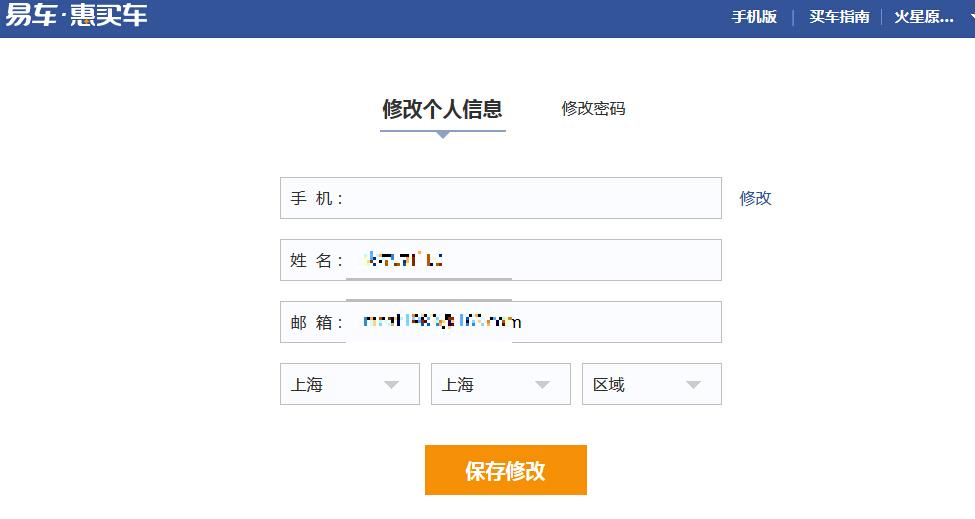 易车·惠买车 手机版 | 买车指南 | 火星原...
修改个人信息 修改密码
手 机： 修改
姓 名：
邮 箱： m
上海 上海 区域
保存修改